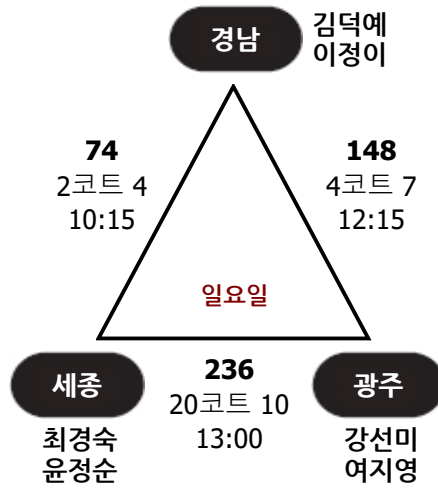 경남
김덕예
이정이
74
2코트 4
10:15
148
4코트 7
12:15
일요일
세종
236
20코트 10
13:00
광주
최경숙
윤정순
강선미
여지영